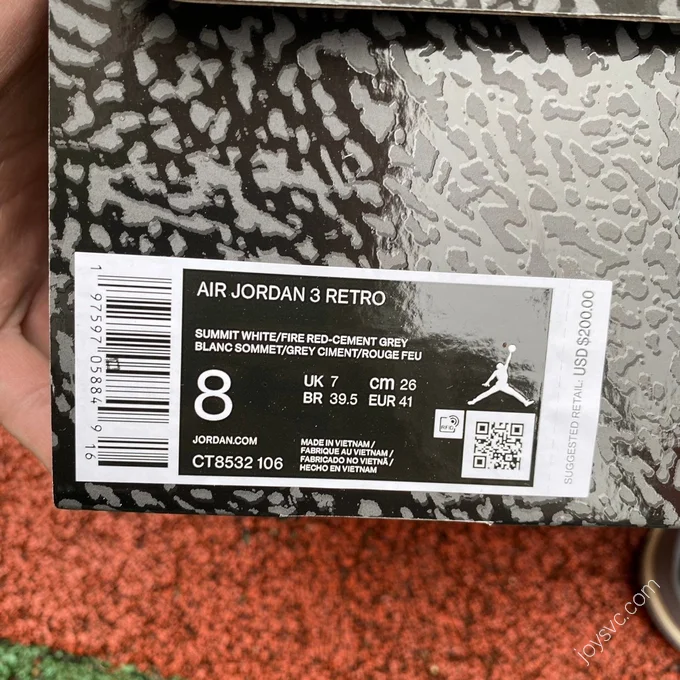 AIR JORDAN 3 RETRO
SUMMIT WHITE/FIRE RED-CEMENT GREY
BLANC SOMMET/GREY CIMENT/ROUGE FEU
8
UK 7 cm 26
BR 39.5 EUR 41
JORDAN.COM
CT8532 106
MADE IN VIETNAM /
FABRIQUE AU VIETNAM /
FABRICADO NO VIETNÃ /
HECHO EN VIETNAM
RFID
1 97597 05884 9 16
SUGGESTED RETAIL: USD $200.00
joysvc.com